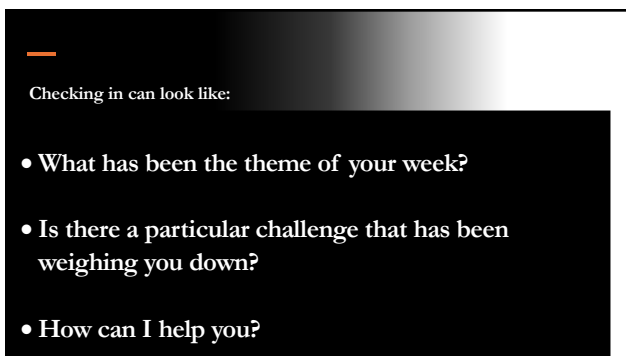 Checking in can look like:
• What has been the theme of your week?
• Is there a particular challenge that has been
weighing you down?
• How can I help you?